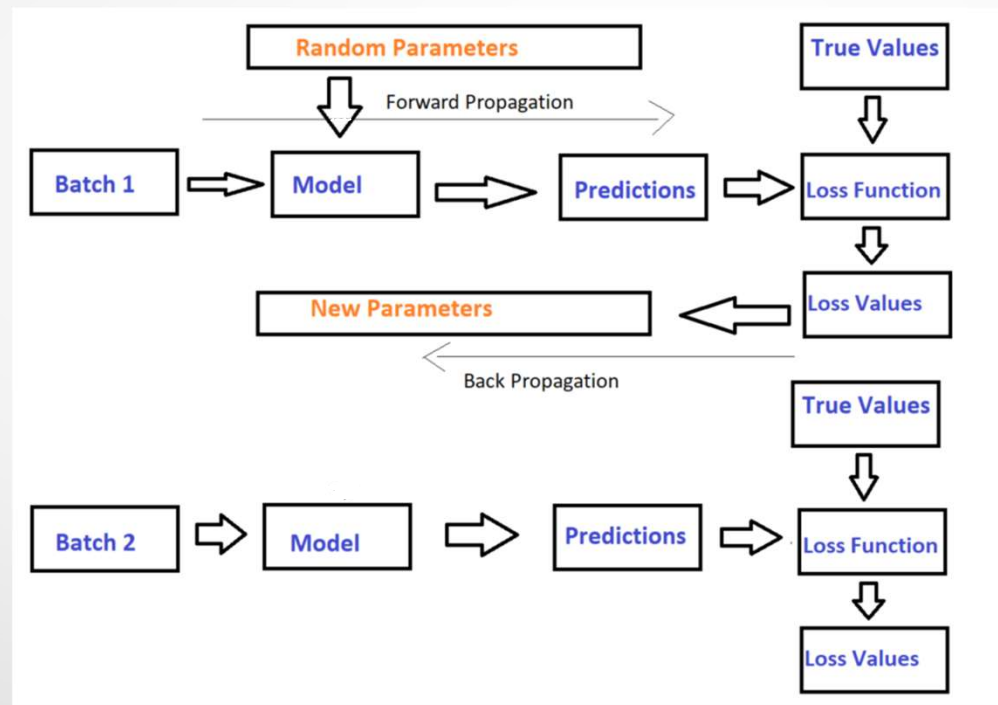 Random Parameters
True Values
Forward Propagation
Batch 1
Model
Predictions
Loss Function
New Parameters
Loss Values
Back Propagation
True Values
Batch 2
Model
Predictions
Loss Function
Loss Values